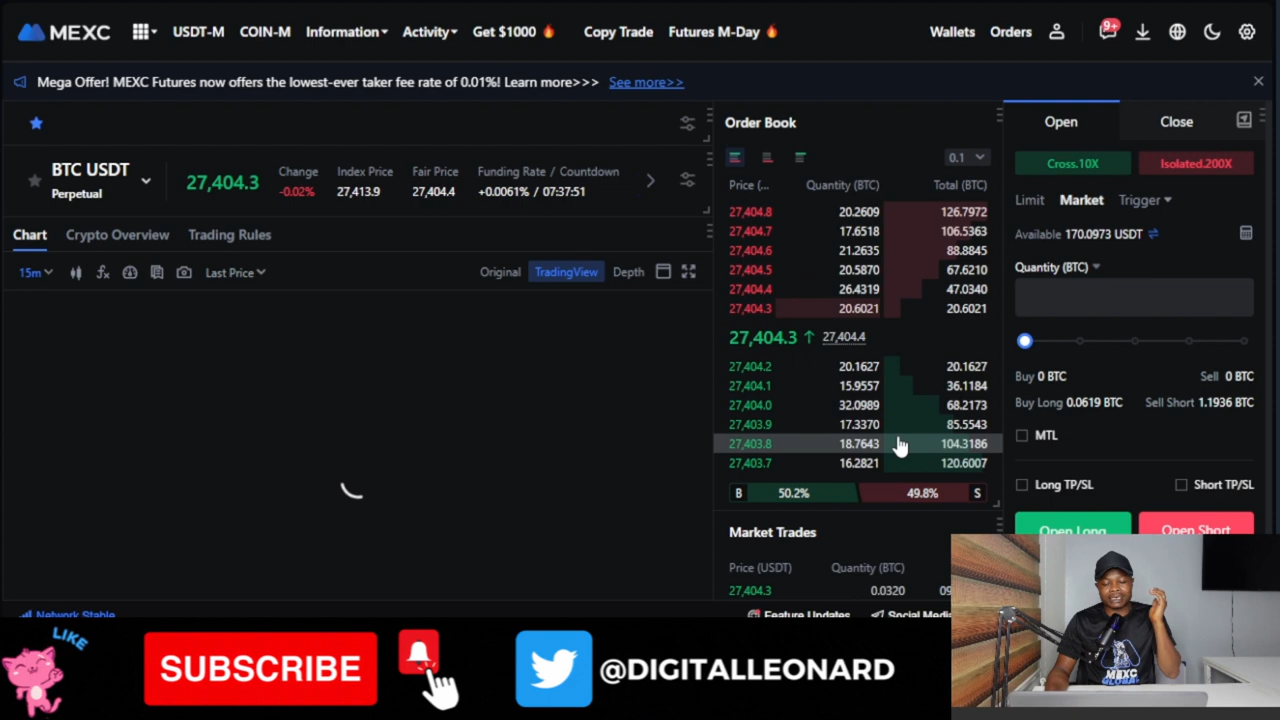 MEXC
USDT-M
COIN-M
Information
Activity
Get $1000
Copy Trade
Futures M-Day
Wallets
Orders
9+
Mega Offer! MEXC Futures now offers the lowest-ever taker fee rate of 0.01%! Learn more>>> See more>>
BTC USDT
Perpetual
27,404.3
Change
-0.02%
Index Price
27,413.9
Fair Price
27,404.4
Funding Rate / Countdown
+0.0061% / 07:37:51
Chart
Crypto Overview
Trading Rules
15m
Last Price
Original
TradingView
Depth
Order Book
0.1
Price (... Quantity (BTC) Total (BTC)
27,404.8 20.2609 126.7972
27,404.7 17.6518 106.5363
27,404.6 21.2635 88.8845
27,404.5 20.5870 67.6210
27,404.4 26.4319 47.0340
27,404.3 20.6021 20.6021
27,404.3 ↑ 27,404.4
27,404.2 20.1627 20.1627
27,404.1 15.9557 36.1184
27,404.0 32.0989 68.2173
27,403.9 17.3370 85.5543
27,403.8 18.7643 104.3186
27,403.7 16.2821 120.6007
B 50.2% 49.8% S
Market Trades
Price (USDT) Quantity (BTC)
27,404.3 0.0320 09
Open
Close
Cross.10X
Isolated.200X
Limit
Market
Trigger
Available 170.0973 USDT
Quantity (BTC)
Buy 0 BTC
Sell 0 BTC
Buy Long 0.0619 BTC
Sell Short 1.1936 BTC
MTL
Long TP/SL
Short TP/SL
Open Long
Open Short
Network Stable
Feature Updates
Social Media
LIKE
SUBSCRIBE
@DIGITALLEONARD
MEXC
GLOBAL